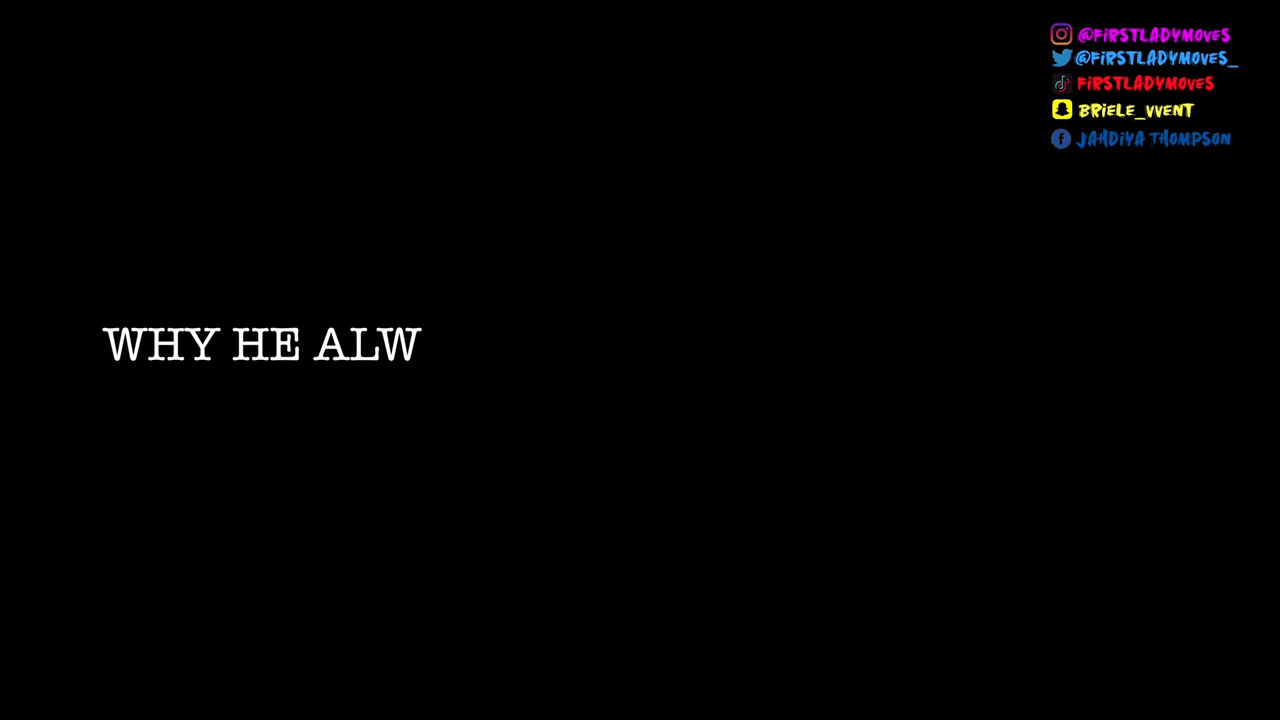 @FIRSTLADYMOVES
@FIRSTLADYMOVES_
FIRSTLADYMOVES
BRIELE_VVENT
JAHDIYA THOMPSON
WHY HE ALW